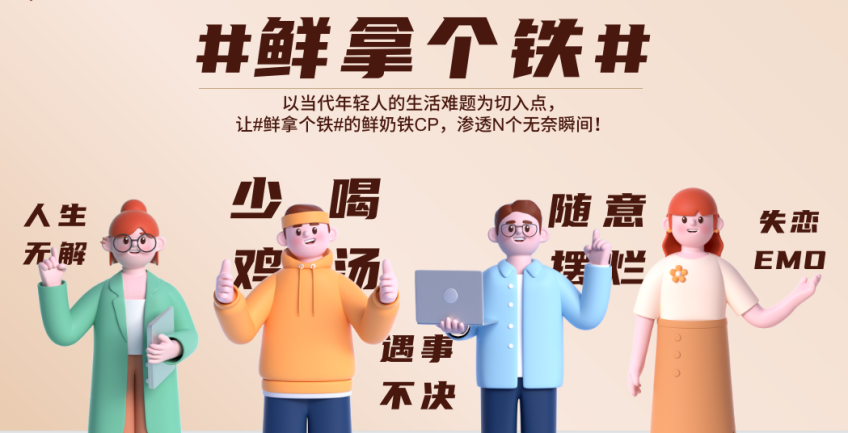 #鲜拿个铁#
以当代年轻人的生活难题为切入点，
让#鲜拿个铁#的鲜奶铁CP，渗透N个无奈瞬间！
人生
无解
少喝
鸡汤
遇事
不决
随意
摆烂
失恋
EMO